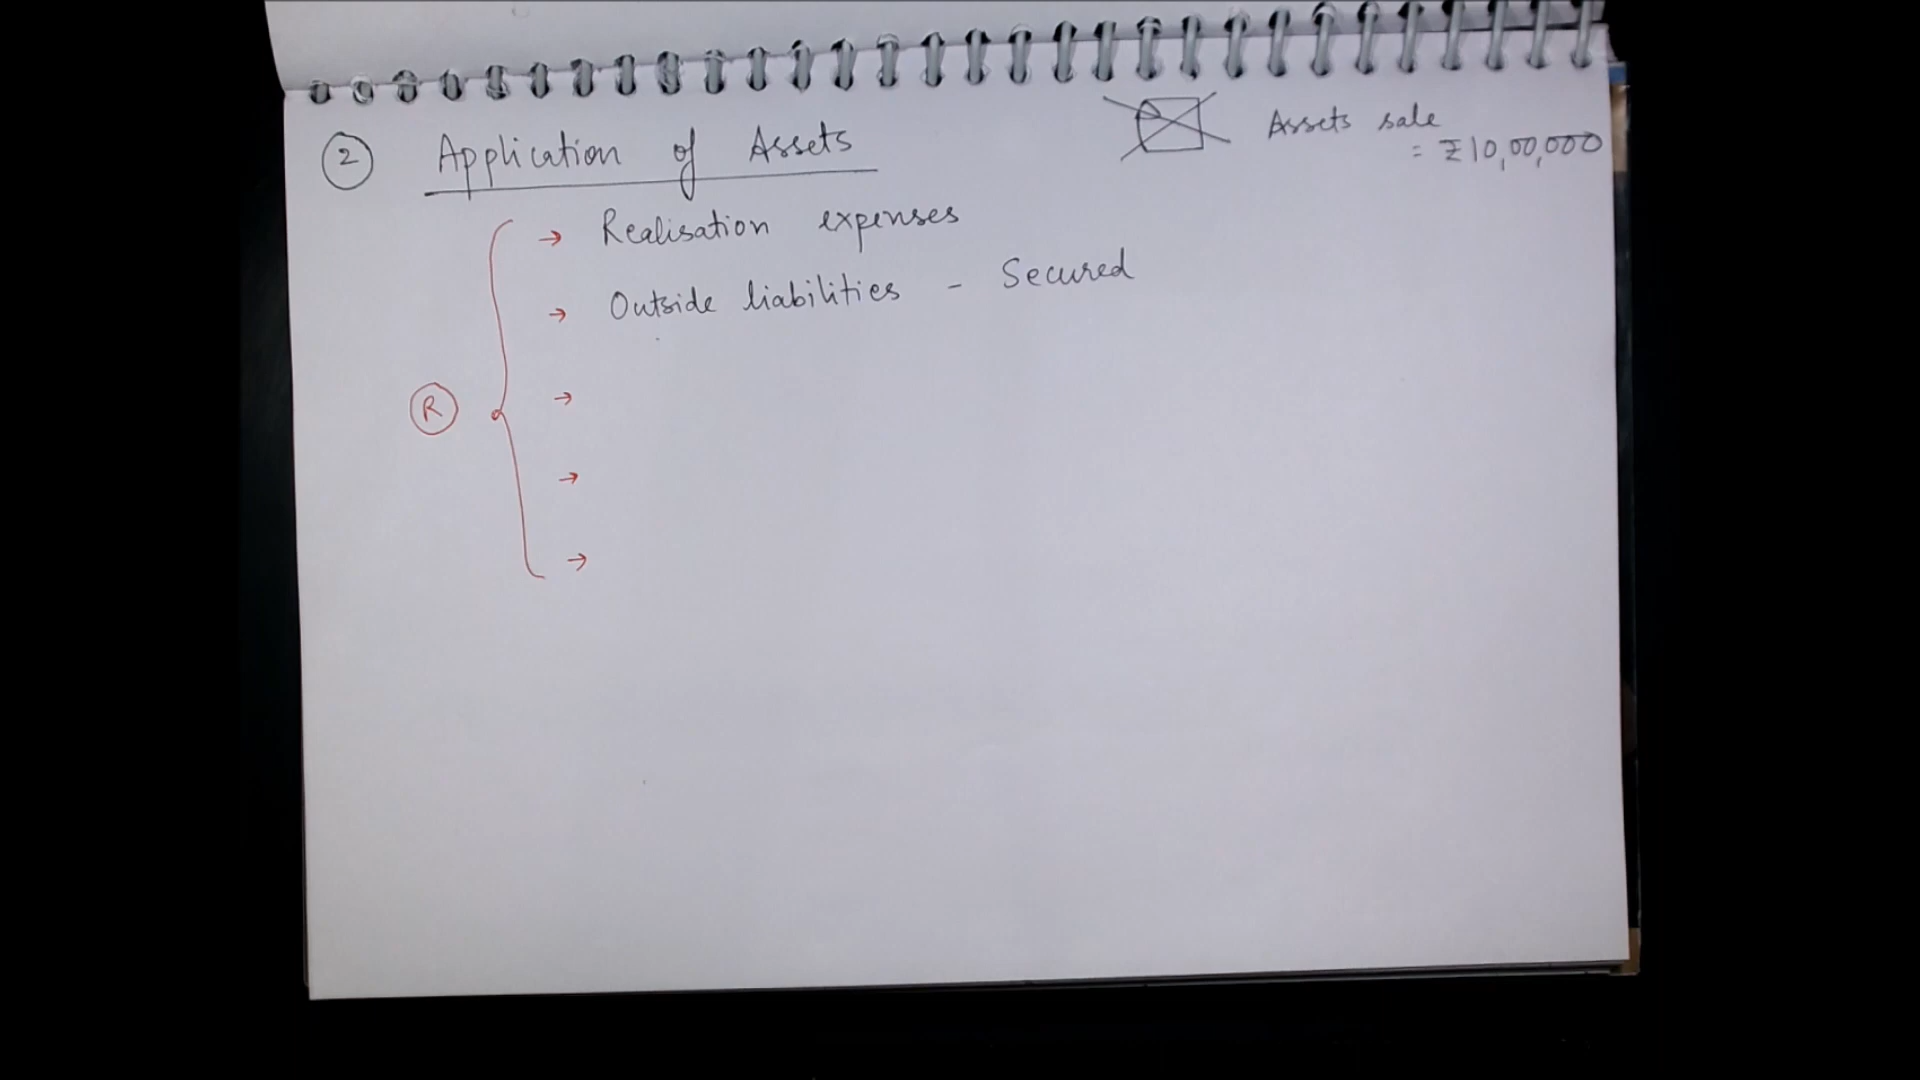 ② Application of Assets
Assets sale
= ₹10,00,000
→ Realisation expenses
→ Outside liabilities - Secured
Ⓡ →
→
→